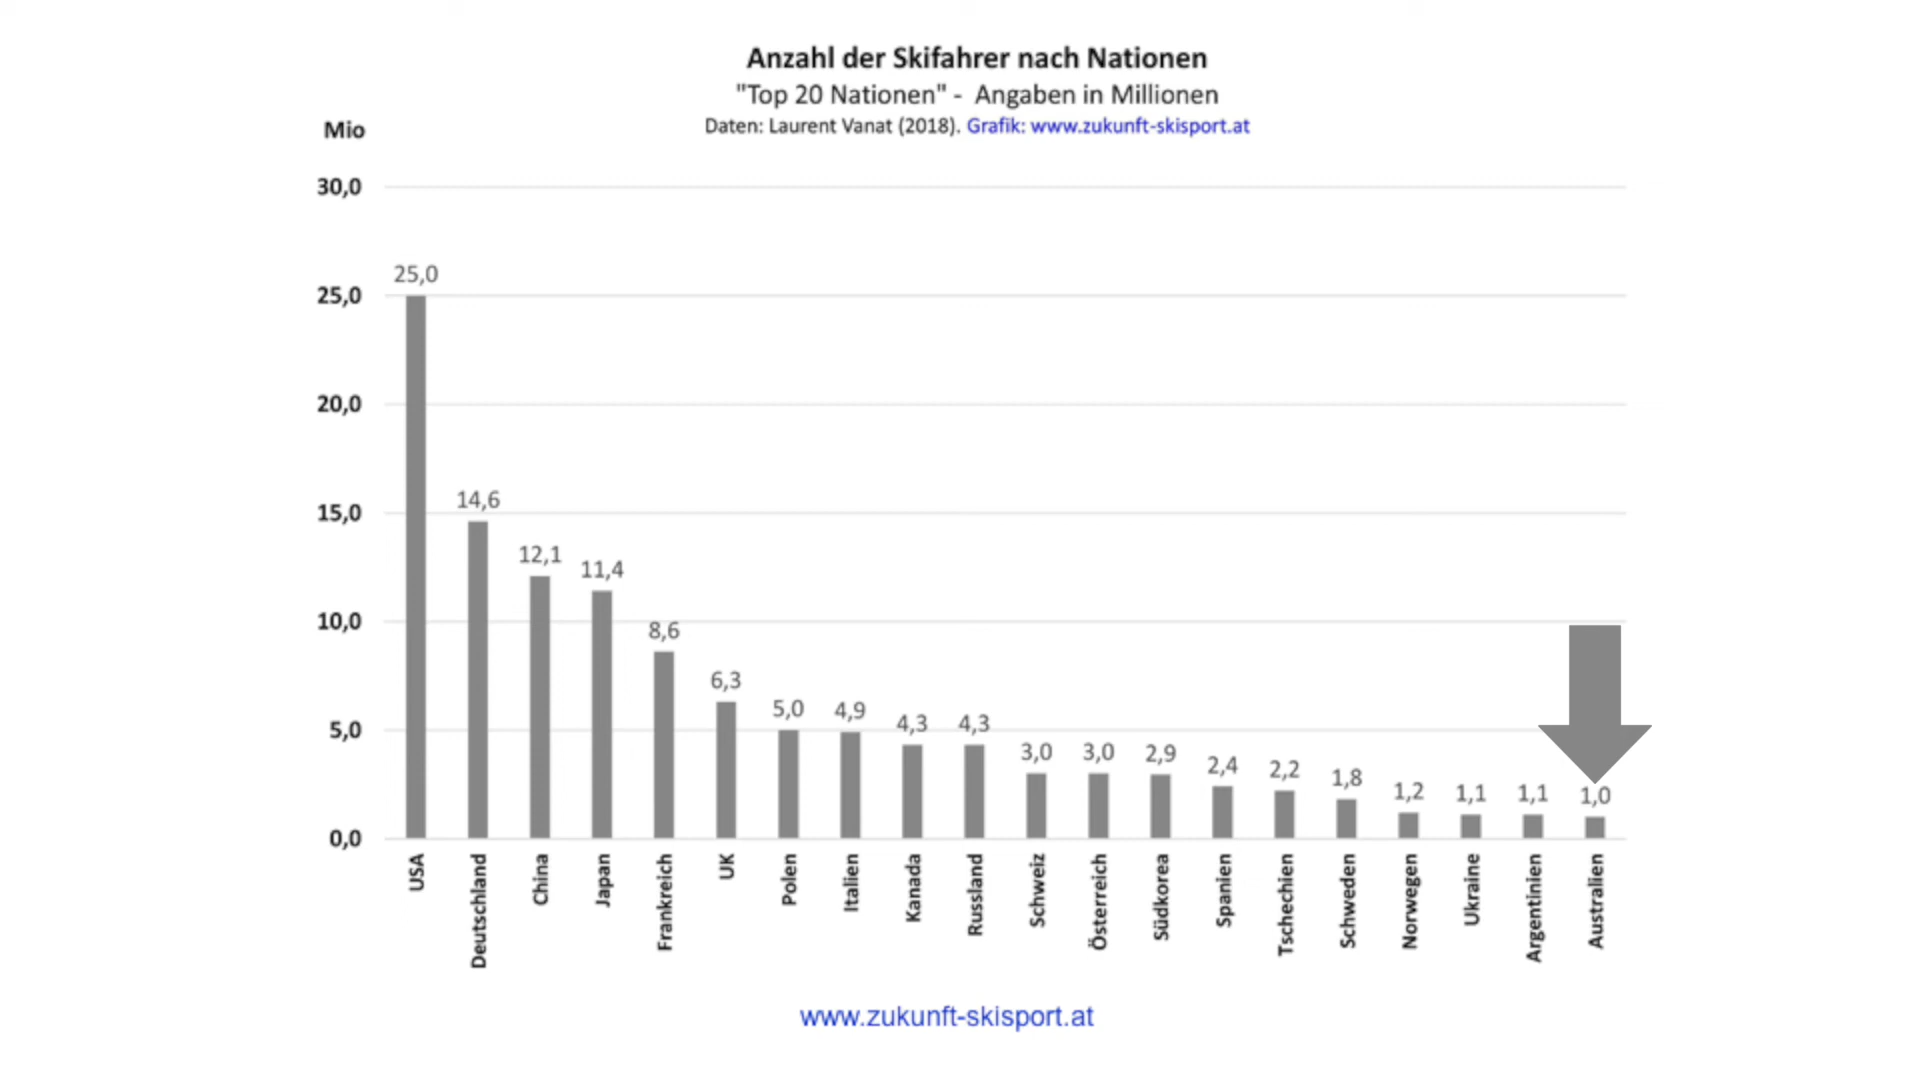 Anzahl der Skifahrer nach Nationen
"Top 20 Nationen" - Angaben in Millionen
Daten: Laurent Vanat (2018). Grafik: www.zukunft-skisport.at
Mio
30,0
25,0
20,0
15,0
10,0
5,0
0,0
25,0
14,6
12,1
11,4
8,6
6,3
5,0
4,9
4,3
4,3
3,0
3,0
2,9
2,4
2,2
1,8
1,2
1,1
1,1
1,0
USA
Deutschland
China
Japan
Frankreich
UK
Polen
Italien
Kanada
Russland
Schweiz
Österreich
Südkorea
Spanien
Tschechien
Schweden
Norwegen
Ukraine
Argentinien
Australien
www.zukunft-skisport.at